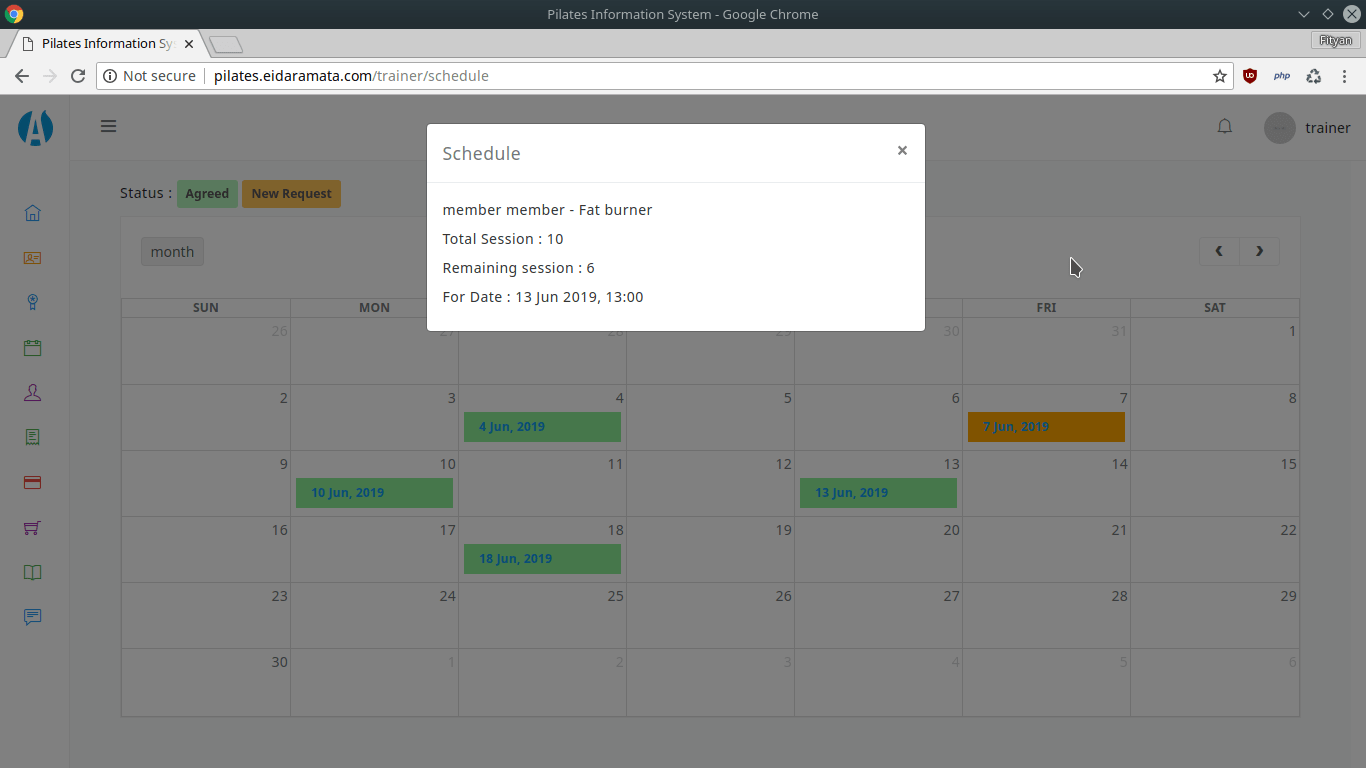 Pilates Information System - Google Chrome
Pilates Information Sy
Fityan
Not secure
pilates.eidaramata.com/trainer/schedule
php
trainer
Schedule
×
member member - Fat burner
Total Session : 10
Remaining session : 6
For Date : 13 Jun 2019, 13:00
Status : Agreed New Request
month
SUN MON FRI SAT
26 27 28 29 30 31 1
2 3 4 5 6 7 8
4 Jun, 2019 7 Jun, 2019
9 10 11 12 13 14 15
10 Jun, 2019 13 Jun, 2019
16 17 18 19 20 21 22
18 Jun, 2019
23 24 25 26 27 28 29
30 1 2 3 4 5 6